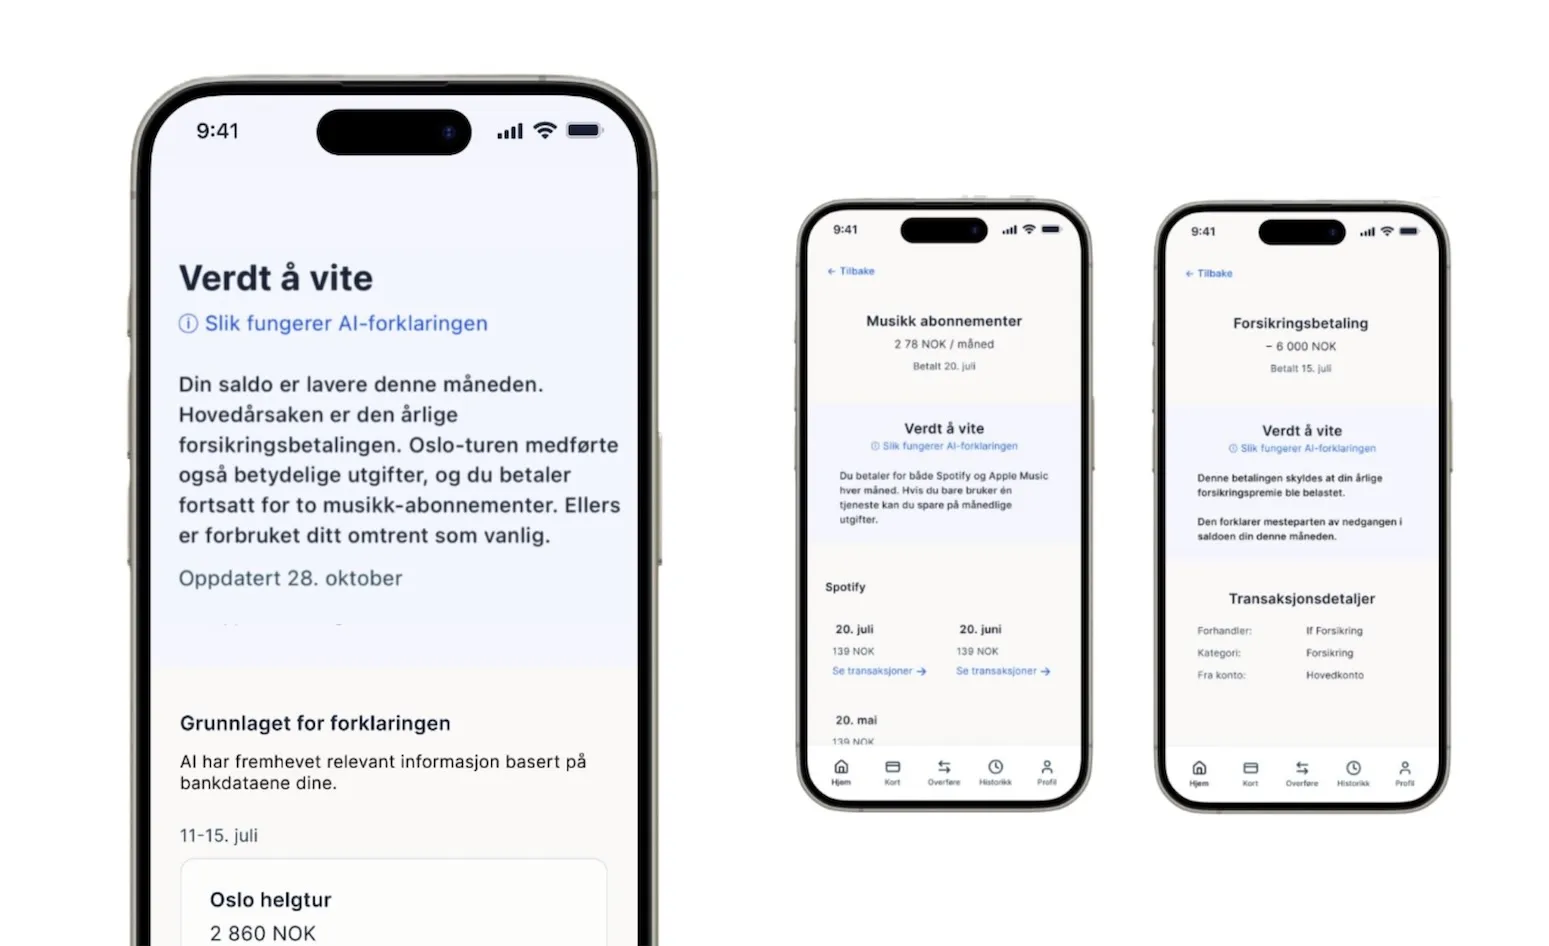 9:41
Verdt å vite
Slik fungerer AI-forklaringen
Din saldo er lavere denne måneden.
Hovedårsaken er den årlige
forsikringsbetalingen. Oslo-turen medførte
også betydelige utgifter, og du betaler
fortsatt for to musikk-abonnementer. Ellers
er forbruket ditt omtrent som vanlig.
Oppdatert 28. oktober
Grunnlaget for forklaringen
AI har fremhevet relevant informasjon basert på
bankdataene dine.
11-15. juli
Oslo helgtur
2 860 NOK
9:41
← Tilbake
Musikk abonnementer
2 78 NOK / måned
Betalt 20. juli
Verdt å vite
Slik fungerer AI-forklaringen
Du betaler for både Spotify og Apple Music
hver måned. Hvis du bare bruker én
tjeneste kan du spare på månedlige
utgifter.
Spotify
20. juli 20. juni
139 NOK 139 NOK
Se transaksjoner → Se transaksjoner →
20. mai
139 NOK
Hjem Kort Overføre Historikk Profil
9:41
← Tilbake
Forsikringsbetaling
– 6 000 NOK
Betalt 15. juli
Verdt å vite
Slik fungerer AI-forklaringen
Denne betalingen skyldes at din årlige
forsikringspremie ble belastet.
Den forklarer mesteparten av nedgangen i
saldoen din denne måneden.
Transaksjonsdetaljer
Forhandler: If Forsikring
Kategori: Forsikring
Fra konto: Hovedkonto
Hjem Kort Overføre Historikk Profil